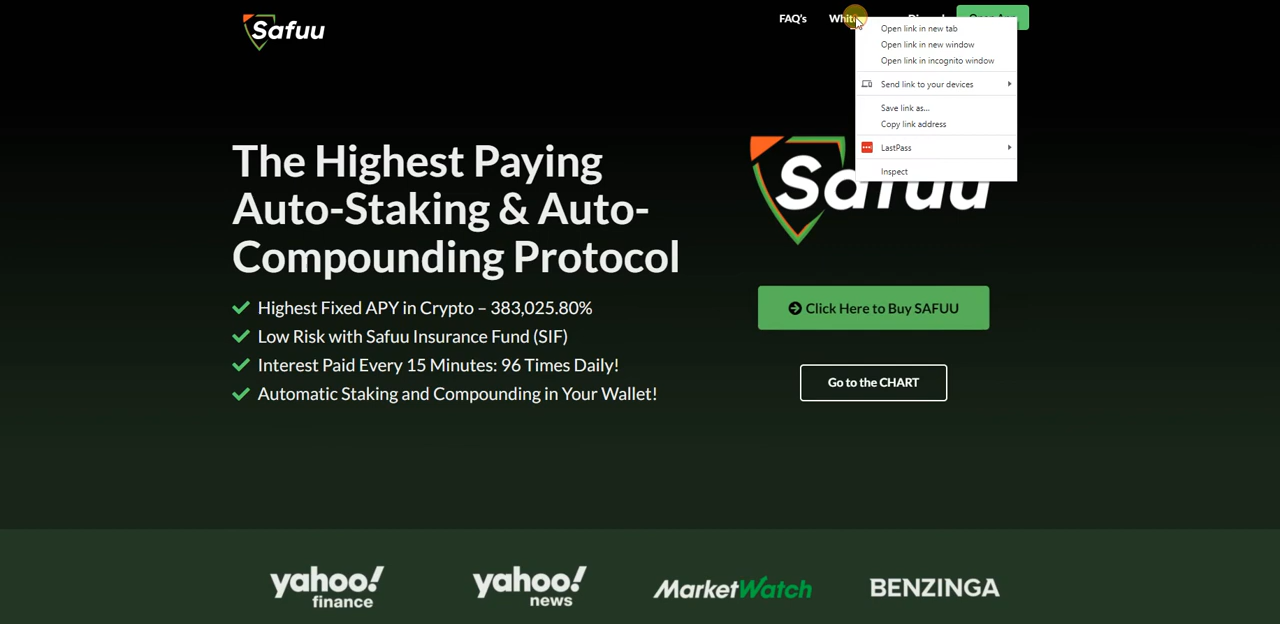 Safuu
FAQ's
Open link in new tab
Open link in new window
Open link in incognito window
Send link to your devices
Save link as...
Copy link address
LastPass
Inspect
The Highest Paying
Auto-Staking & Auto-
Compounding Protocol
Highest Fixed APY in Crypto – 383,025.80%
Low Risk with Safuu Insurance Fund (SIF)
Interest Paid Every 15 Minutes: 96 Times Daily!
Automatic Staking and Compounding in Your Wallet!
Safuu
Click Here to Buy SAFUU
Go to the CHART
yahoo!
finance
yahoo!
news
MarketWatch
BENZINGA